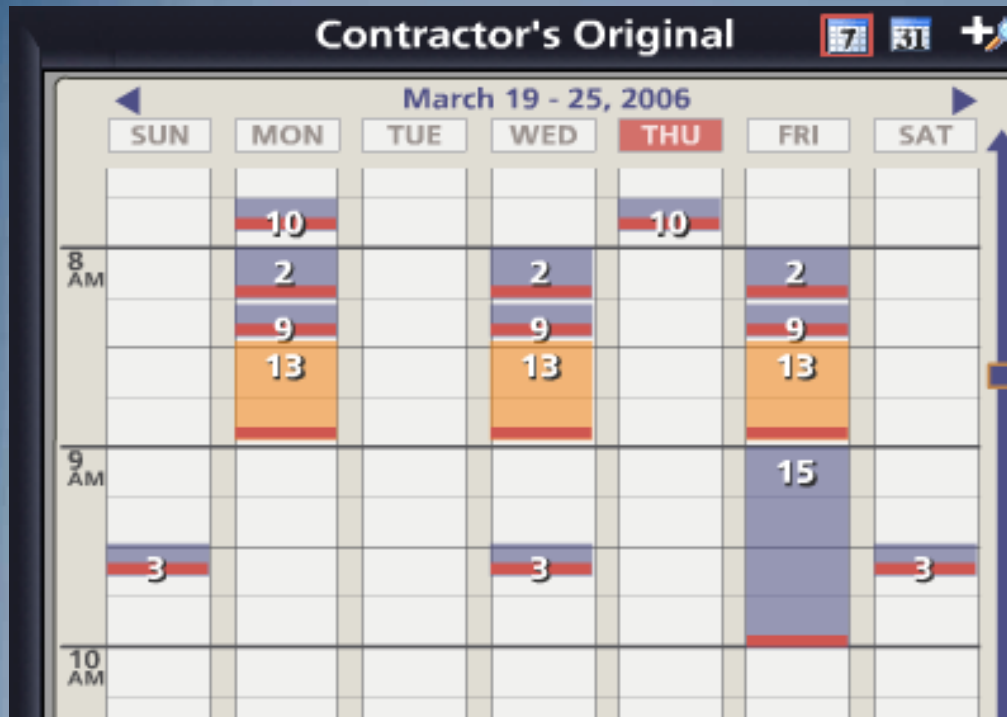 Contractor's Original 7 31
March 19 - 25, 2006
SUN MON TUE WED THU FRI SAT
10 10
8 AM
2 2 2
9 9 9
13 13 13
9 AM
15
3 3 3
10 AM